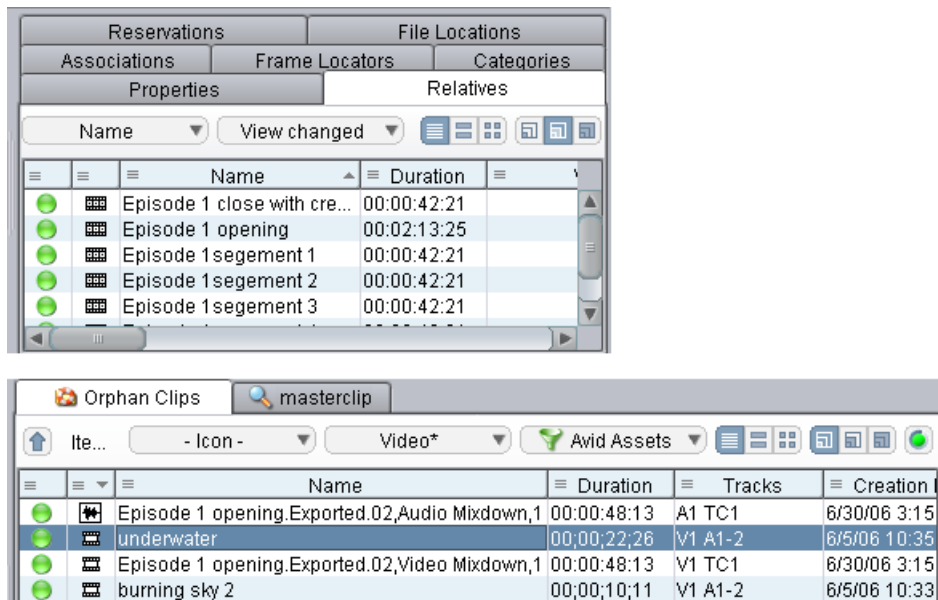 Reservations File Locations
Associations Frame Locators Categories
Properties Relatives
Name View changed
Name Duration
Episode 1 close with cre... 00:00:42:21
Episode 1 opening 00:02:13:25
Episode 1segement 1 00:00:42:21
Episode 1segement 2 00:00:42:21
Episode 1segement 3 00:00:42:21
Orphan Clips masterclip
Ite... - Icon - Video* Avid Assets
Name Duration Tracks Creation
Episode 1 opening.Exported.02,Audio Mixdown,1 00:00:48:13 A1 TC1 6/30/06 3:15
underwater 00;00;22;26 V1 A1-2 6/5/06 10:35
Episode 1 opening.Exported.02,Video Mixdown,1 00:00:48:13 V1 TC1 6/30/06 3:15
burning sky 2 00;00;10;11 V1 A1-2 6/5/06 10:33